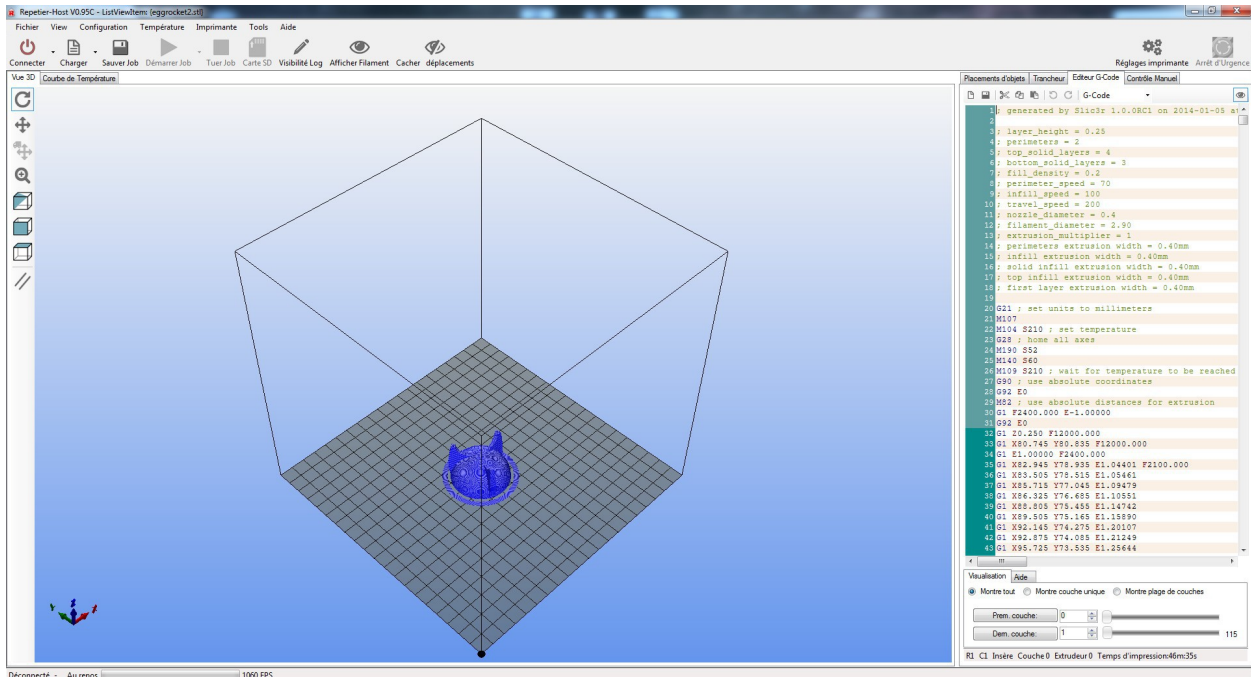 Repetier-Host V0.95C - ListViewItem: {eggrocket2.stl}
Fichier View Configuration Température Imprimante Tools Aide
Connecter Charger Sauver Job Démarrer Job Tuer Job Carte SD Visibilité Log Afficher Filament Cacher déplacements Réglages imprimante Arrêt d'Urgence
Vue 3D Courbe de Température
Placements d'objets Trancheur Editeur G-Code Contrôle Manuel
G-Code
1 ; generated by Slic3r 1.0.0RC1 on 2014-01-05 at
2
3 ; layer_height = 0.25
4 ; perimeters = 2
5 ; top_solid_layers = 4
6 ; bottom_solid_layers = 3
7 ; fill_density = 0.2
8 ; perimeter_speed = 70
9 ; infill_speed = 100
10 ; travel_speed = 200
11 ; nozzle_diameter = 0.4
12 ; filament_diameter = 2.90
13 ; extrusion_multiplier = 1
14 ; perimeters extrusion width = 0.40mm
15 ; infill extrusion width = 0.40mm
16 ; solid infill extrusion width = 0.40mm
17 ; top infill extrusion width = 0.40mm
18 ; first layer extrusion width = 0.40mm
19
20 G21 ; set units to millimeters
21 M107
22 M104 S210 ; set temperature
23 G28 ; home all axes
24 M190 S52
25 M140 S60
26 M109 S210 ; wait for temperature to be reached
27 G90 ; use absolute coordinates
28 G92 E0
29 M82 ; use absolute distances for extrusion
30 G1 F2400.000 E-1.00000
31 G92 E0
32 G1 Z0.250 F12000.000
33 G1 X80.745 Y80.835 F12000.000
34 G1 E1.00000 F2400.000
35 G1 X82.945 Y78.935 E1.04401 F2100.000
36 G1 X83.505 Y78.515 E1.05461
37 G1 X85.715 Y77.045 E1.09479
38 G1 X86.325 Y76.685 E1.10551
39 G1 X88.805 Y75.455 E1.14742
40 G1 X89.505 Y75.165 E1.15890
41 G1 X92.145 Y74.275 E1.20107
42 G1 X92.875 Y74.085 E1.21249
43 G1 X95.725 Y73.535 E1.25644
Visualisation Aide
Montre tout Montre couche unique Montre plage de couches
Prem. couche: 0
Dern. couche: 1 115
R1 C1 Insère Couche 0 Extrudeur 0 Temps d'impression:46m:35s
Déconnecté - Au repos 1060 FPS